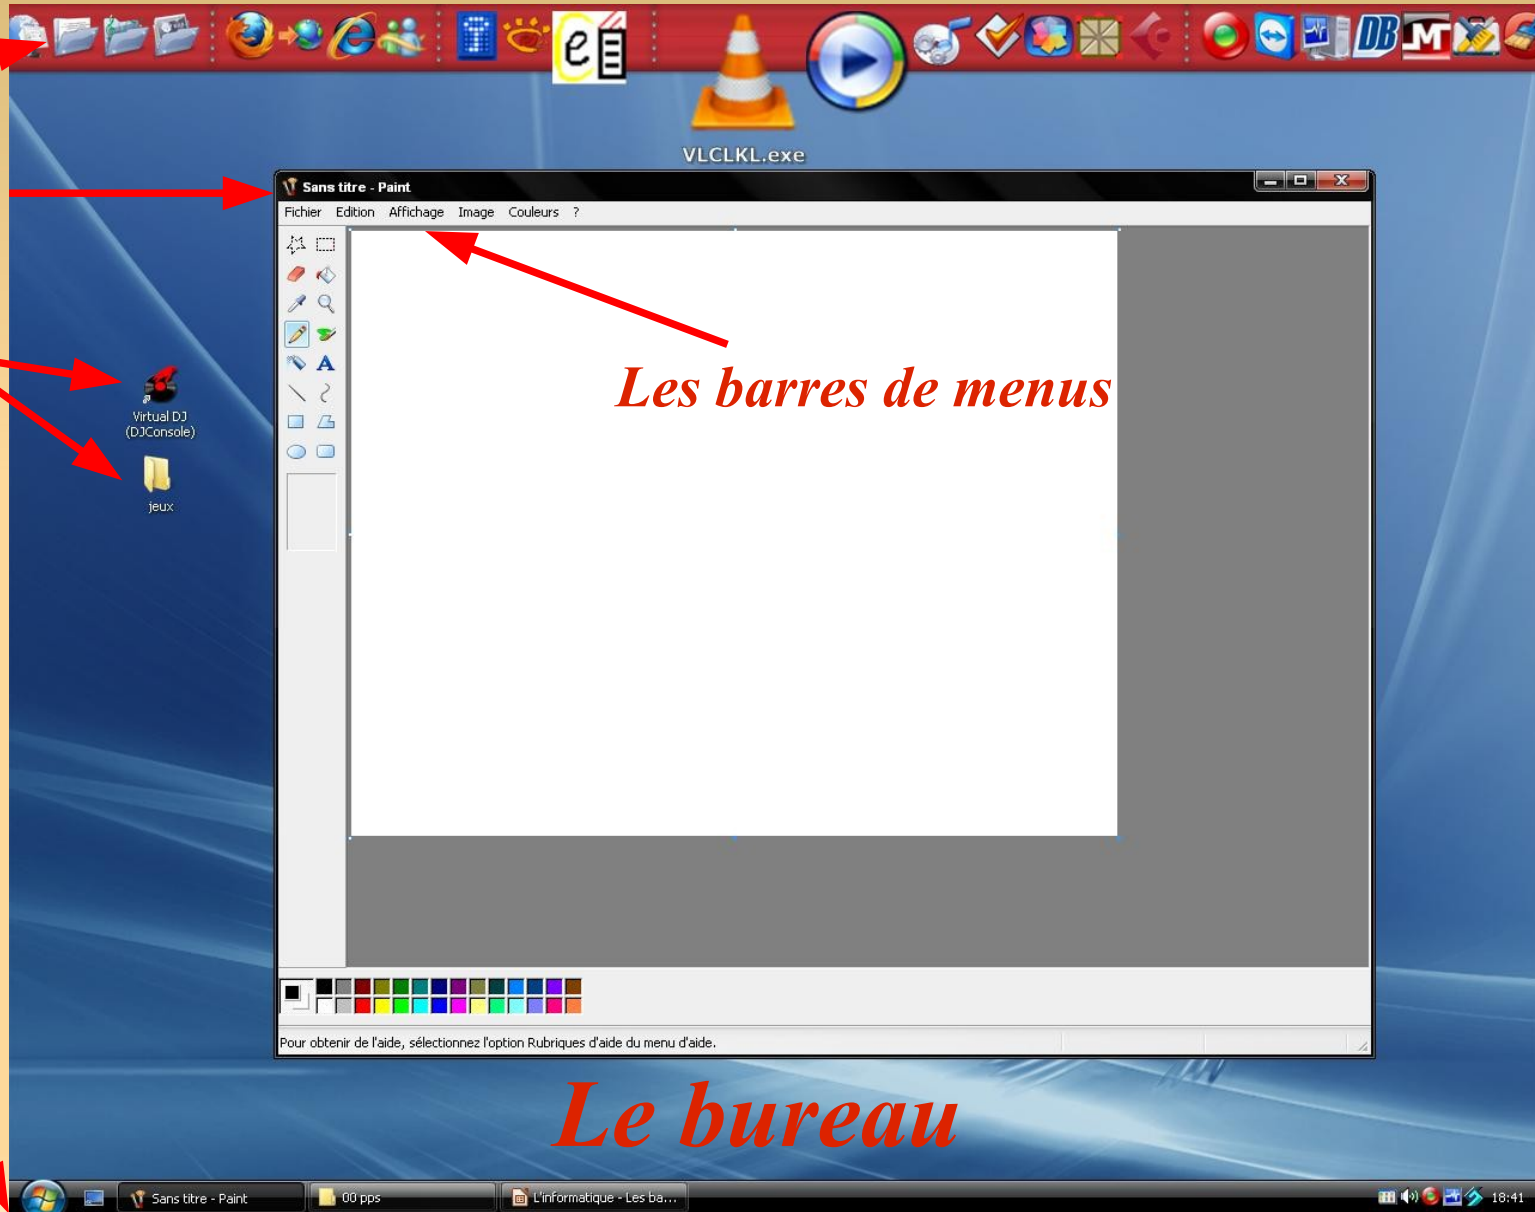 DB
VLCLKL.exe
Sans titre - Paint
Fichier Edition Affichage Image Couleurs ?
A
Les barres de menus
Virtual DJ
(DJConsole)
jeux
Pour obtenir de l'aide, sélectionnez l'option Rubriques d'aide du menu d'aide.
Le bureau
Sans titre - Paint
00 pps
L'informatique - Les ba...
18:41